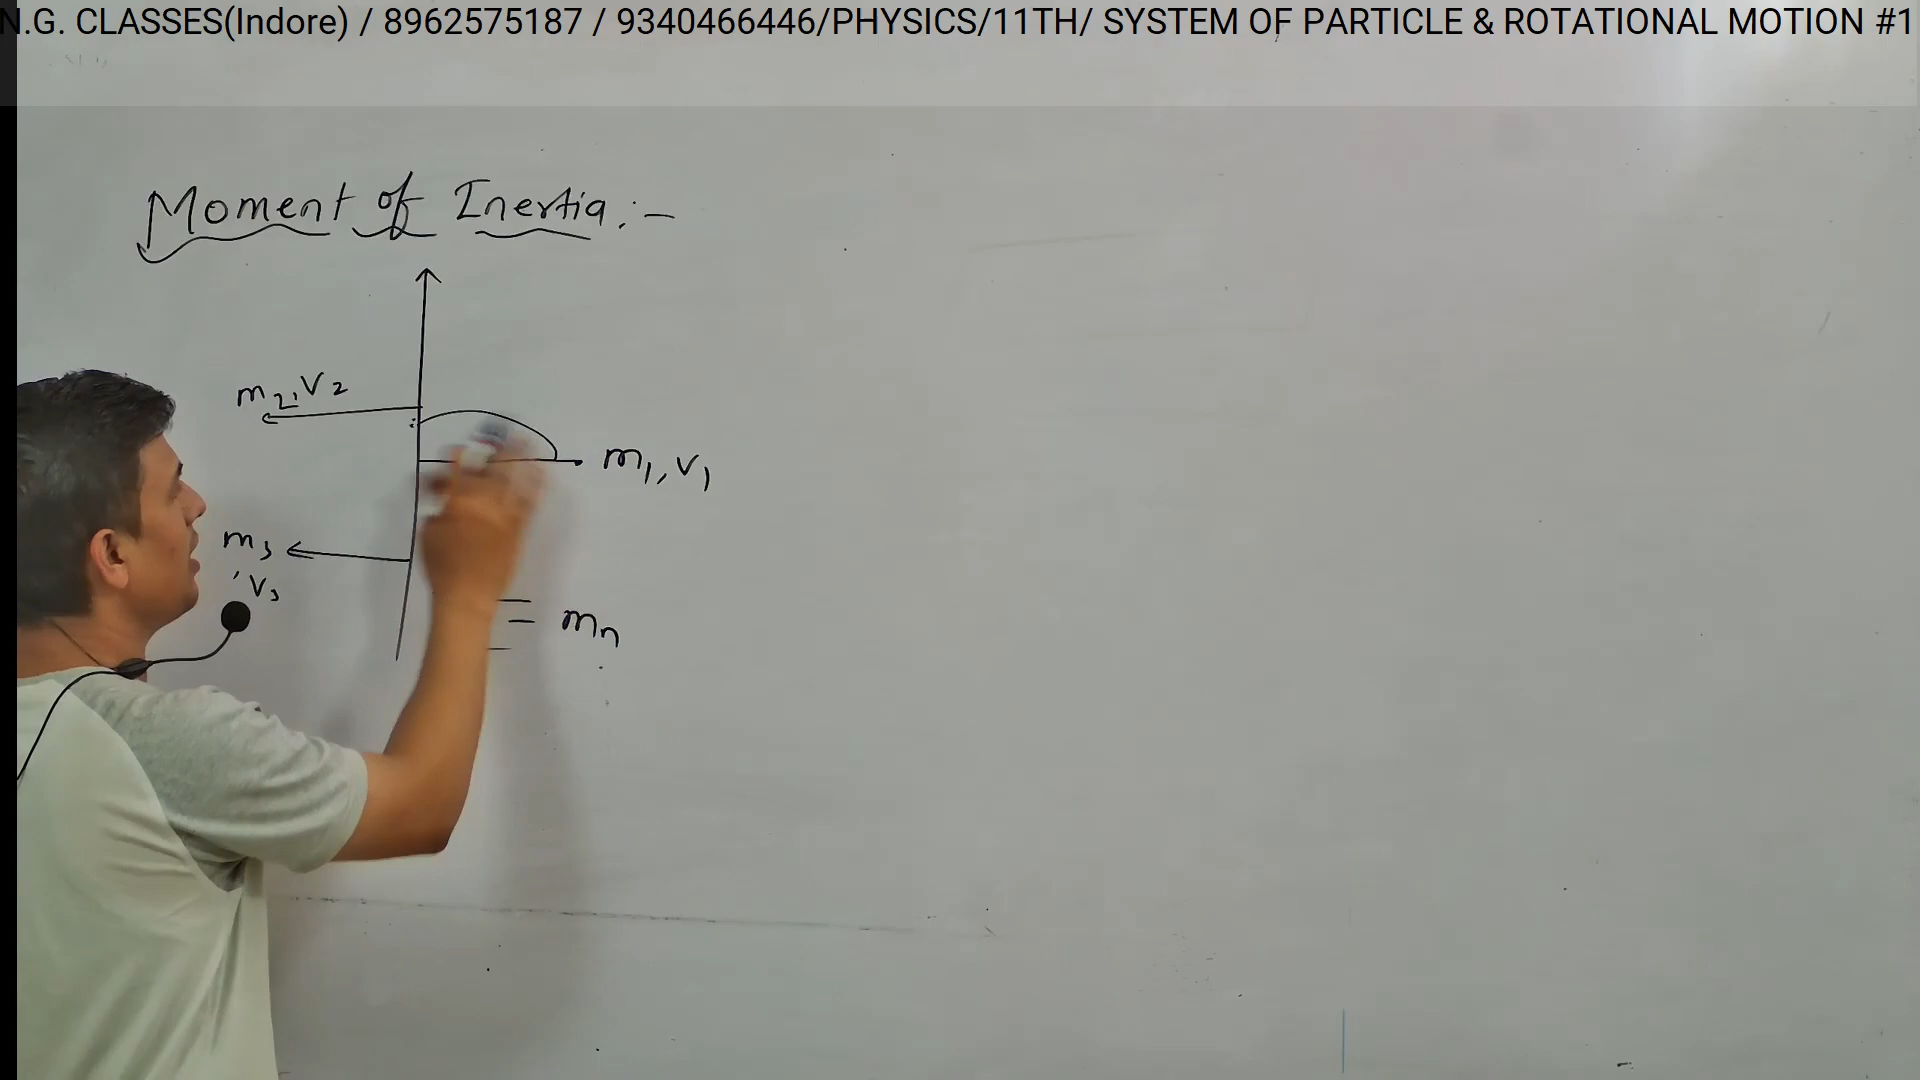 N.G. CLASSES(Indore) / 8962575187 / 9340466446/PHYSICS/11TH/ SYSTEM OF PARTICLE & ROTATIONAL MOTION #1
Moment of Inertia :-
m2, v2
m1, v1
m3
, v3
mn